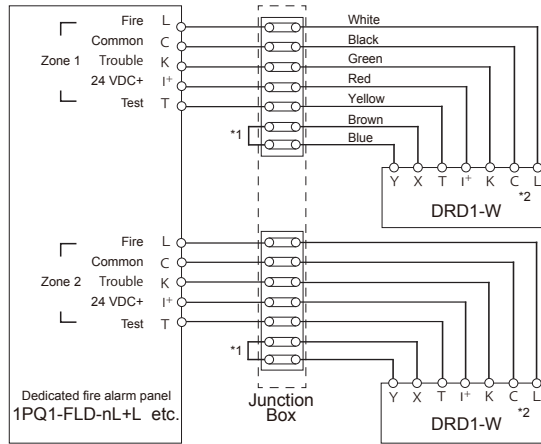 Zone 1
Fire L
Common C
Trouble K
24 VDC+ I+
Test T
White
Black
Green
Red
Yellow
Brown
Blue
*1
Y X T I+ K C L
*2
DRD1-W
Zone 2
Fire L
Common C
Trouble K
24 VDC+ I+
Test T
*1
Y X T I+ K C L
*2
DRD1-W
Dedicated fire alarm panel
1PQ1-FLD-nL+L etc.
Junction
Box